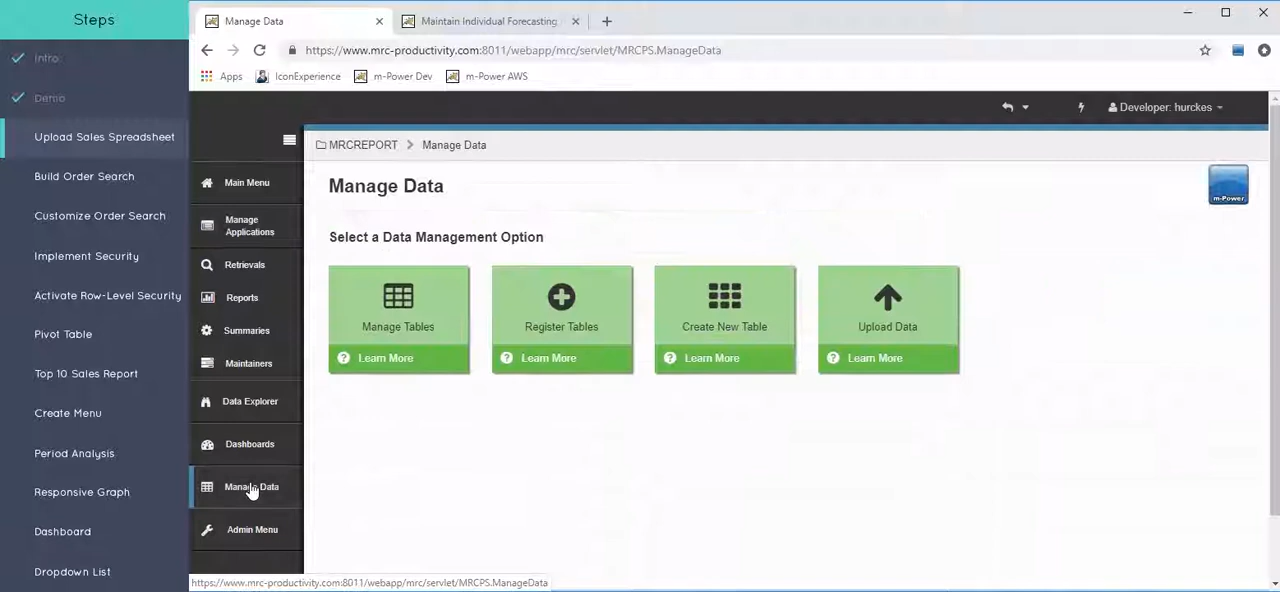 Steps
Intro
Demo
Upload Sales Spreadsheet
Build Order Search
Customize Order Search
Implement Security
Activate Row-Level Security
Pivot Table
Top 10 Sales Report
Create Menu
Period Analysis
Responsive Graph
Dashboard
Dropdown List
Manage Data
Maintain Individual Forecasting
https://www.mrc-productivity.com:8011/webapp/mrc/servlet/MRCPS.ManageData
Apps
IconExperience
m-Power Dev
m-Power AWS
Developer: hurckes
Main Menu
Manage
Applications
Retrievals
Reports
Summaries
Maintainers
Data Explorer
Dashboards
Manage Data
Admin Menu
MRCREPORT > Manage Data
Manage Data
m-Power
Select a Data Management Option
Manage Tables
Learn More
Register Tables
Learn More
Create New Table
Learn More
Upload Data
Learn More
https://www.mrc-productivity.com:8011/webapp/mrc/servlet/MRCPS.ManageData